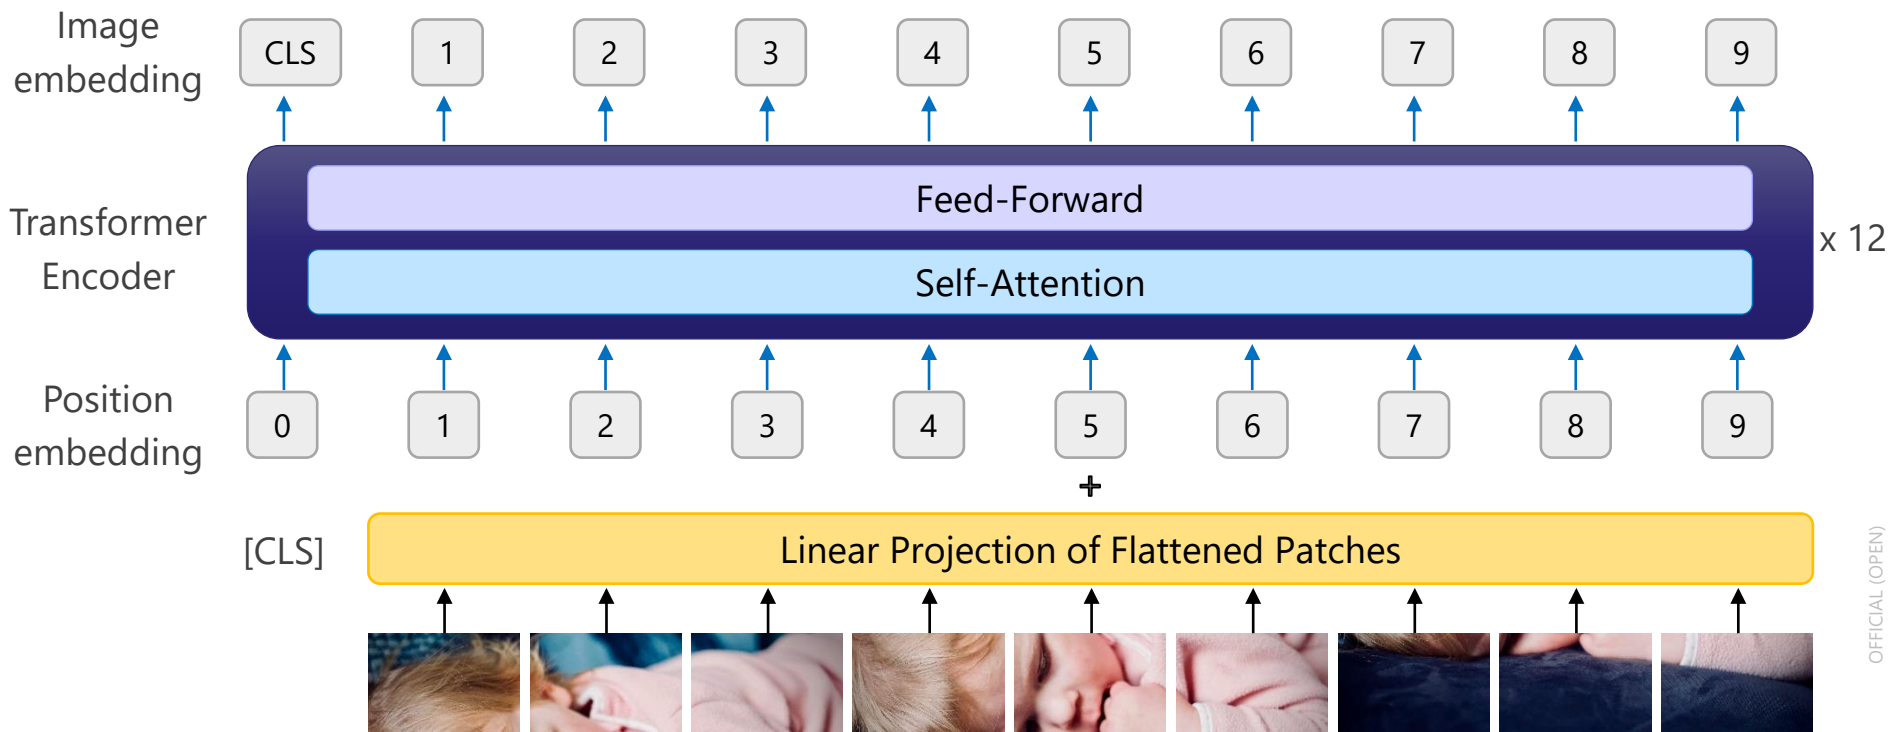 Image
embedding
CLS 1 2 3 4 5 6 7 8 9
Transformer
Encoder
Feed-Forward
Self-Attention
x 12
Position
embedding
0 1 2 3 4 5 6 7 8 9
+
[CLS]
Linear Projection of Flattened Patches
OFFICIAL (OPEN)